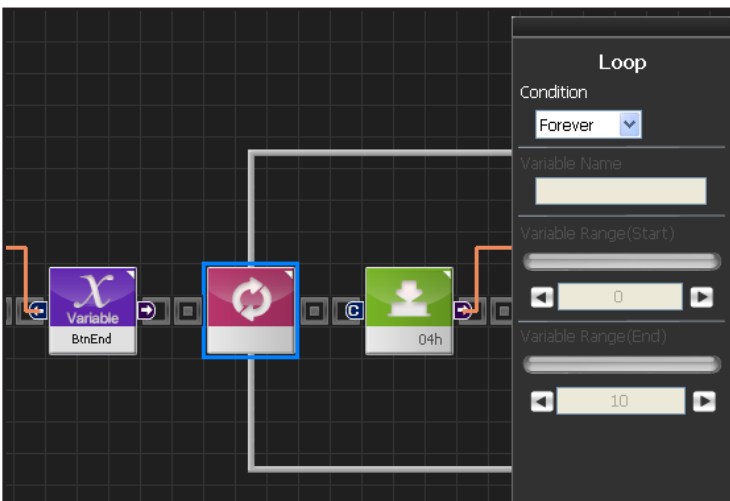 Loop
Condition
Forever
Variable Name
Variable Range(Start)
0
Variable Range(End)
10
X
Variable
BtnEnd
C
04h